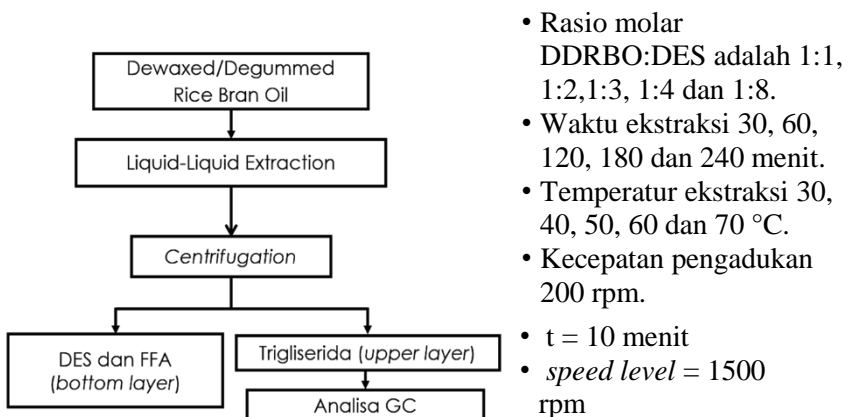 Dewaxed/Degummed
Rice Bran Oil
Liquid-Liquid Extraction
Centrifugation
DES dan FFA
(bottom layer)
Trigliserida (upper layer)
Analisa GC
• Rasio molar
DDRBO:DES adalah 1:1,
1:2,1:3, 1:4 dan 1:8.
• Waktu ekstraksi 30, 60,
120, 180 dan 240 menit.
• Temperatur ekstraksi 30,
40, 50, 60 dan 70 °C.
• Kecepatan pengadukan
200 rpm.
• t = 10 menit
• speed level = 1500
rpm